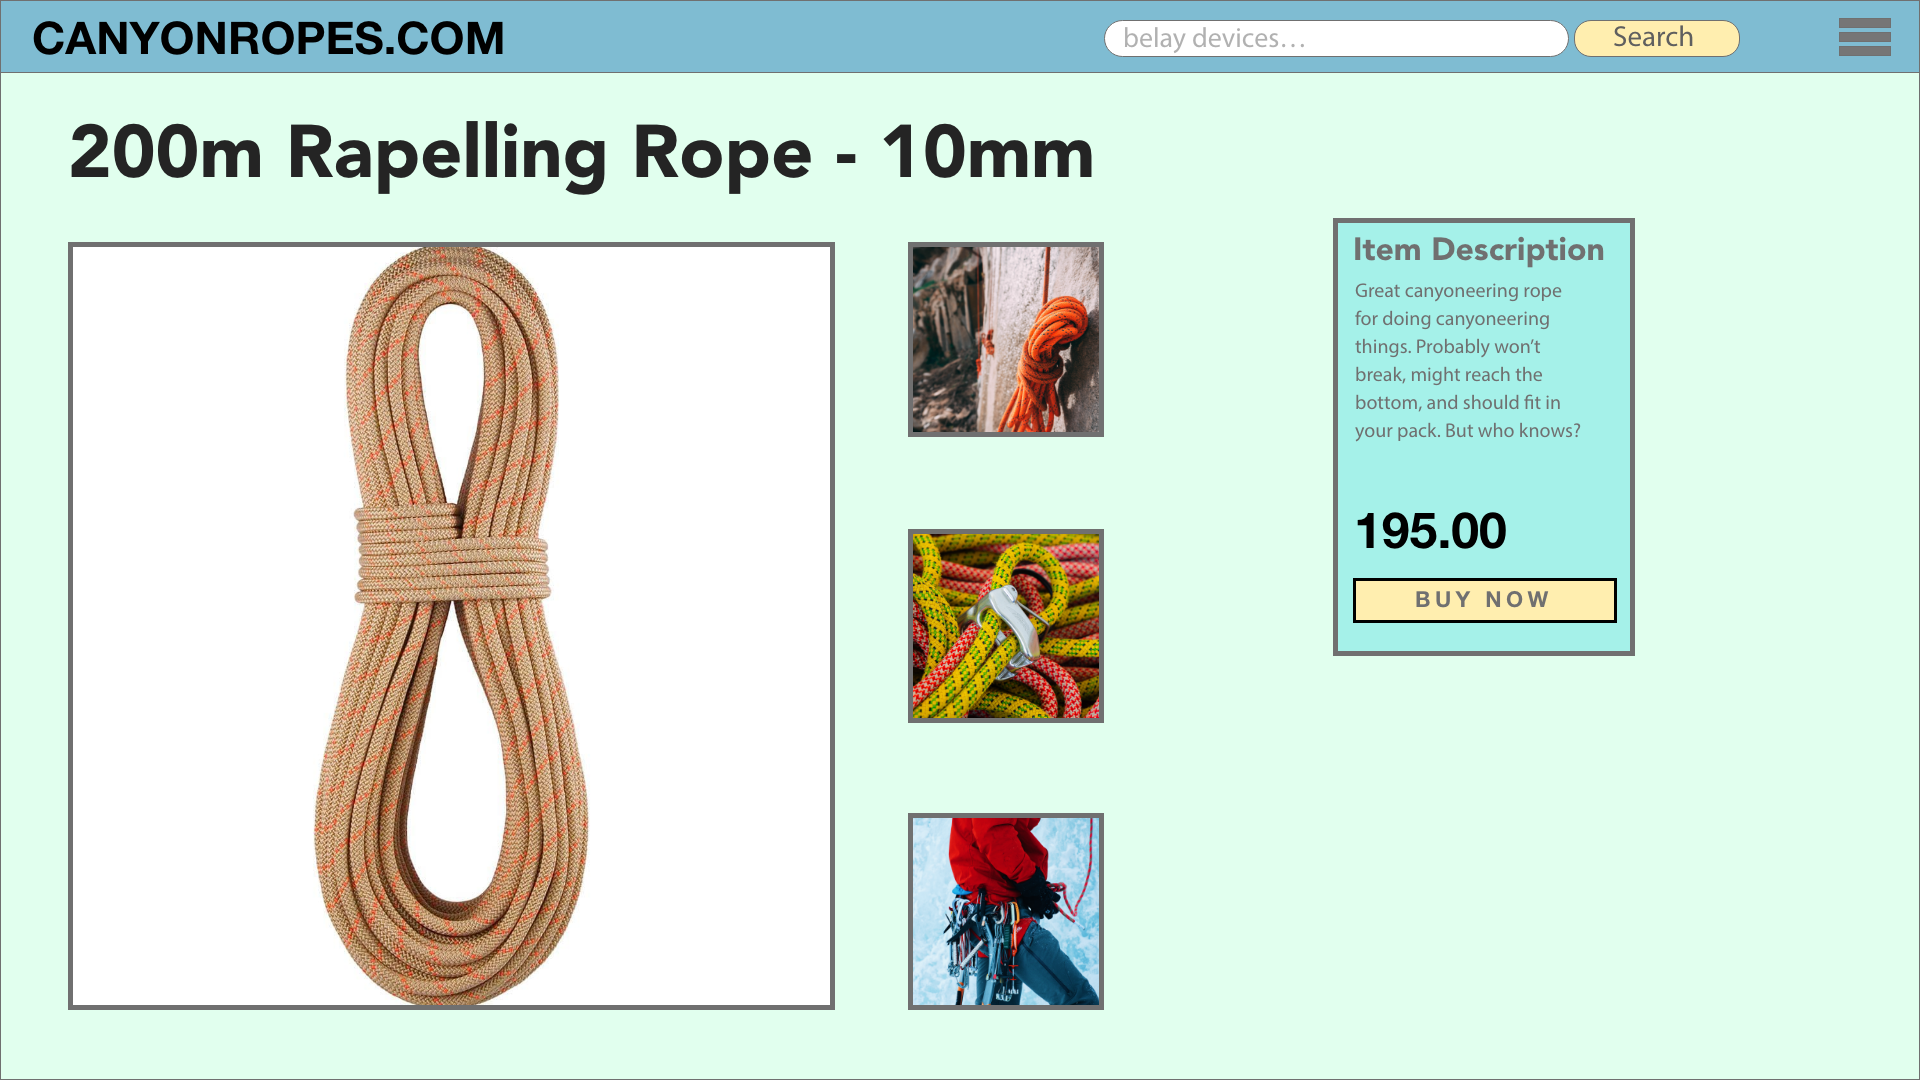 CANYONROPES.COM
belay devices...
Search
200m Rapelling Rope - 10mm
Item Description
Great canyoneering rope
for doing canyoneering
things. Probably won’t
break, might reach the
bottom, and should fit in
your pack. But who knows?
195.00
BUY NOW